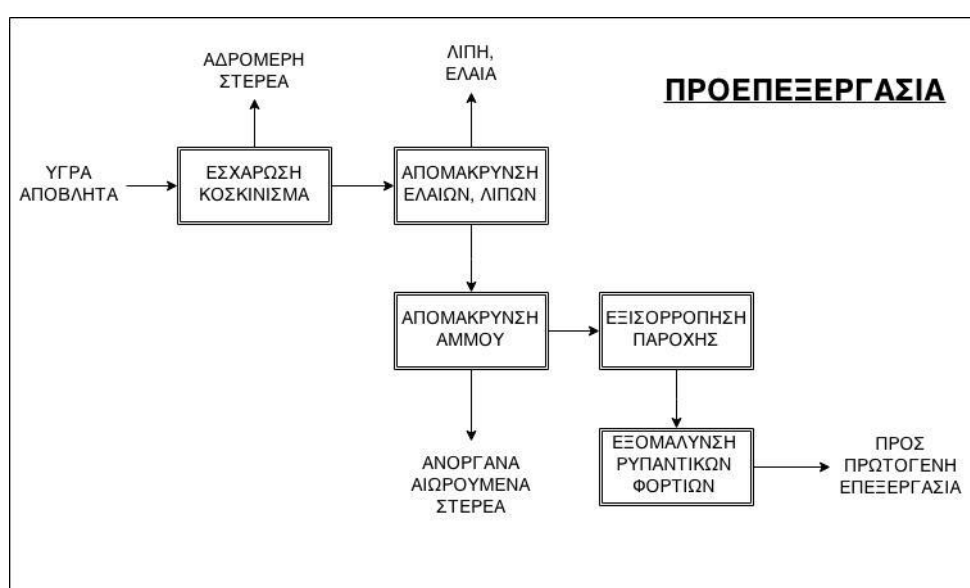 ΑΔΡΟΜΕΡΗ
ΣΤΕΡΕΑ
ΛΙΠΗ,
ΕΛΑΙΑ
ΠΡΟΕΠΕΞΕΡΓΑΣΙΑ
ΥΓΡΑ
ΑΠΟΒΛΗΤΑ
ΕΣΧΑΡΩΣΗ
ΚΟΣΚΙΝΙΣΜΑ
ΑΠΟΜΑΚΡΥΝΣΗ
ΕΛΑΙΩΝ, ΛΙΠΩΝ
ΑΠΟΜΑΚΡΥΝΣΗ
ΑΜΜΟΥ
ΕΞΙΣΟΡΡΟΠΗΣΗ
ΠΑΡΟΧΗΣ
ΑΝΟΡΓΑΝΑ
ΑΙΩΡΟΥΜΕΝΑ
ΣΤΕΡΕΑ
ΕΞΟΜΑΛΥΝΣΗ
ΡΥΠΑΝΤΙΚΩΝ
ΦΟΡΤΙΩΝ
ΠΡΟΣ
ΠΡΩΤΟΓΕΝΗ
ΕΠΕΞΕΡΓΑΣΙΑ